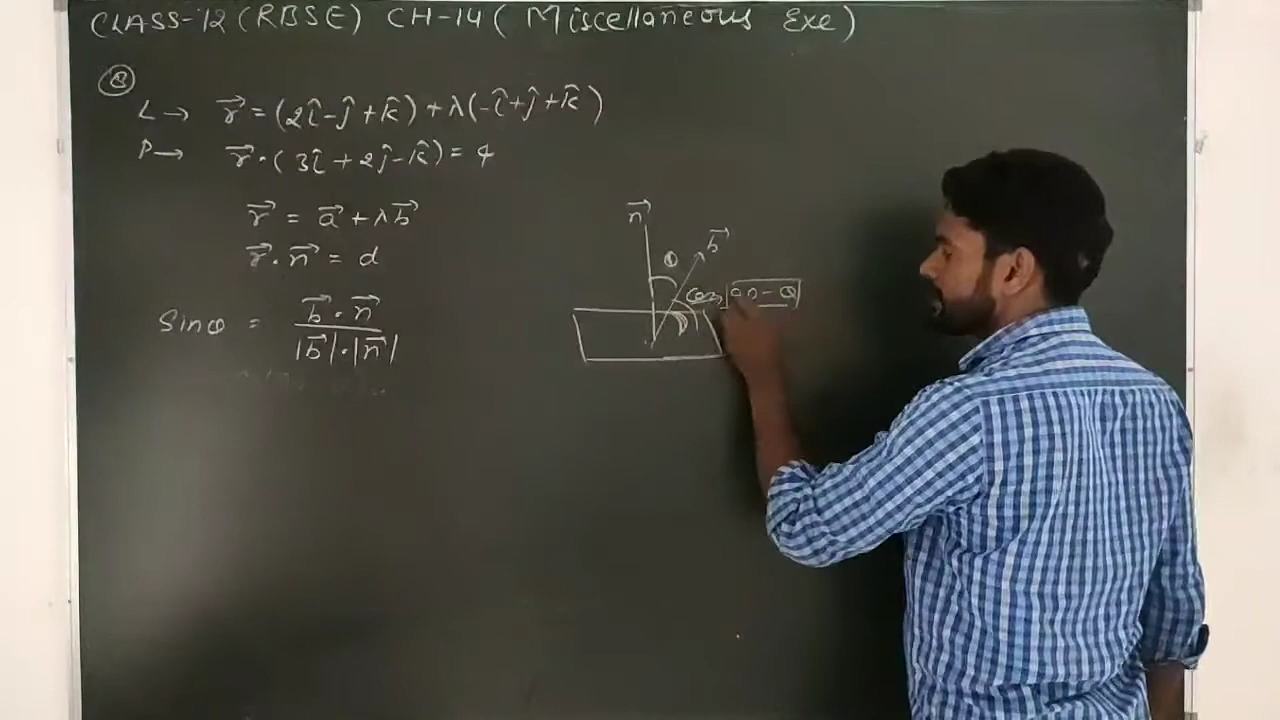 CLASS-12 (RBSE) CH-14 ( Miscellaneous Exe )
8
L → r⃗ = (2î - ĵ + k̂) + λ(-î + ĵ + k̂)
P → r⃗ · (3î + 2ĵ - k̂) = 4
r⃗ = a⃗ + λb⃗
r⃗ · n⃗ = d
Sinθ = b⃗ · n⃗ / |b⃗| · |n⃗|
n⃗
b⃗
θ
Cos 90 - θ